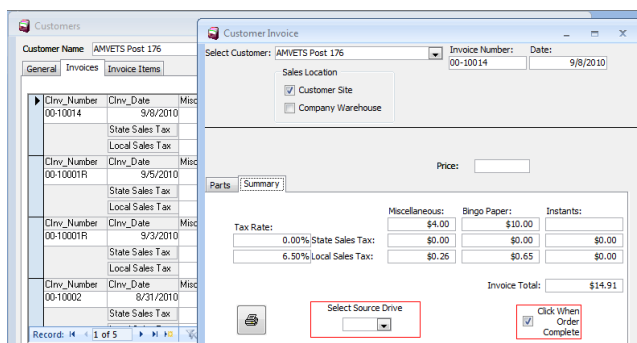 Customers
Customer Name AMVETS Post 176
General Invoices Invoice Items
CInv_Number CInv_Date Misc
00-10014 9/8/2010
State Sales Tax
Local Sales Tax
CInv_Number CInv_Date Misc
00-10001R 9/5/2010
State Sales Tax
Local Sales Tax
CInv_Number CInv_Date Misc
00-10001R 9/3/2010
State Sales Tax
Local Sales Tax
CInv_Number CInv_Date Misc
00-10002 8/31/2010
State Sales Tax
Local Sales Tax
Record: 1 of 5
Customer Invoice
Select Customer: AMVETS Post 176
Invoice Number: Date:
00-10014 9/8/2010
Sales Location
Customer Site
Company Warehouse
Price:
Parts Summary
Miscellaneous: Bingo Paper: Instants:
Tax Rate: $4.00 $10.00
0.00% State Sales Tax: $0.00 $0.00 $0.00
6.50% Local Sales Tax: $0.26 $0.65 $0.00
Invoice Total: $14.91
Select Source Drive
Click When
Order
Complete